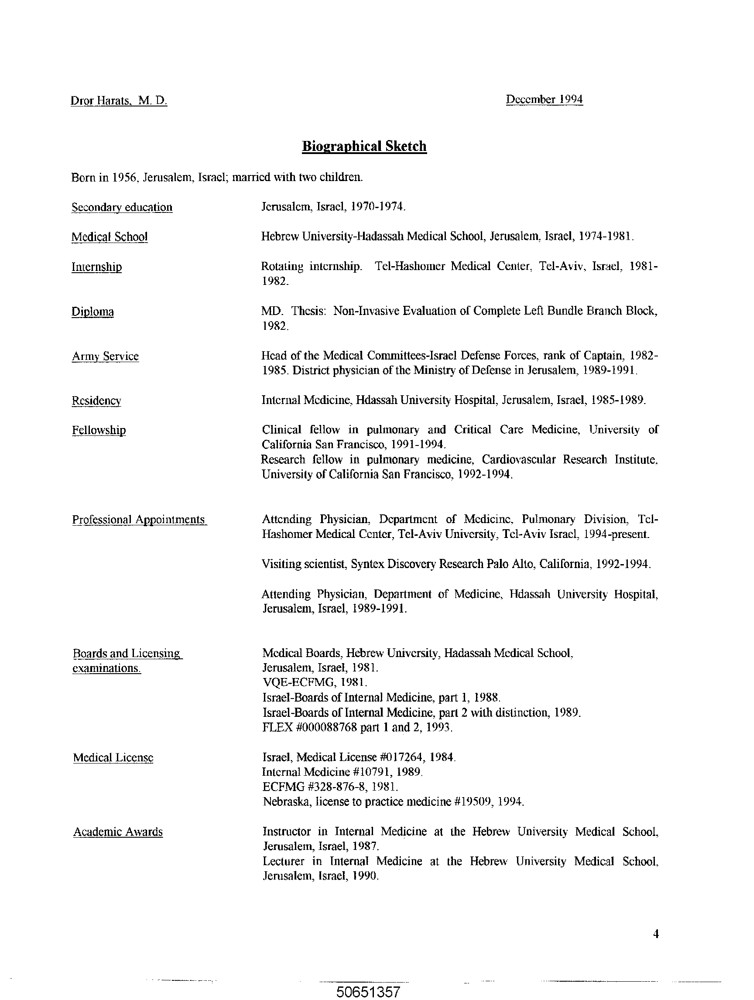 Dror Harats, M. D. December 1994
Biographical Sketch
Born in 1956, Jerusalem, Israel; married with two children.
Secondary education Jerusalem, Israel, 1970-1974.
Medical School Hebrew University-Hadassah Medical School, Jerusalem, Israel, 1974-1981.
Internship Rotating internship. Tel-Hashomer Medical Center, Tel-Aviv, Israel, 1981-
1982.
Diploma MD. Thesis: Non-Invasive Evaluation of Complete Left Bundle Branch Block,
1982.
Army Service Head of the Medical Committees-Israel Defense Forces, rank of Captain, 1982-
1985. District physician of the Ministry of Defense in Jerusalem, 1989-1991.
Residency Internal Medicine, Hdassah University Hospital, Jerusalem, Israel, 1985-1989.
Fellowship Clinical fellow in pulmonary and Critical Care Medicine, University of
California San Francisco, 1991-1994.
Research fellow in pulmonary medicine, Cardiovascular Research Institute,
University of California San Francisco, 1992-1994.
Professional Appointments Attending Physician, Department of Medicine, Pulmonary Division, Tel-
Hashomer Medical Center, Tel-Aviv University, Tel-Aviv Israel, 1994-present.
Visiting scientist, Syntex Discovery Research Palo Alto, California, 1992-1994.
Attending Physician, Department of Medicine, Hdassah University Hospital,
Jerusalem, Israel, 1989-1991.
Boards and Licensing Medical Boards, Hebrew University, Hadassah Medical School,
examinations. Jerusalem, Israel, 1981.
VQE-ECFMG, 1981.
Israel-Boards of Internal Medicine, part 1, 1988.
Israel-Boards of Internal Medicine, part 2 with distinction, 1989.
FLEX #000088768 part 1 and 2, 1993.
Medical License Israel, Medical License #017264, 1984.
Internal Medicine #10791, 1989.
ECFMG #328-876-8, 1981.
Nebraska, license to practice medicine #19509, 1994.
Academic Awards Instructor in Internal Medicine at the Hebrew University Medical School,
Jerusalem, Israel, 1987.
Lecturer in Internal Medicine at the Hebrew University Medical School,
Jerusalem, Israel, 1990.
4
50651357